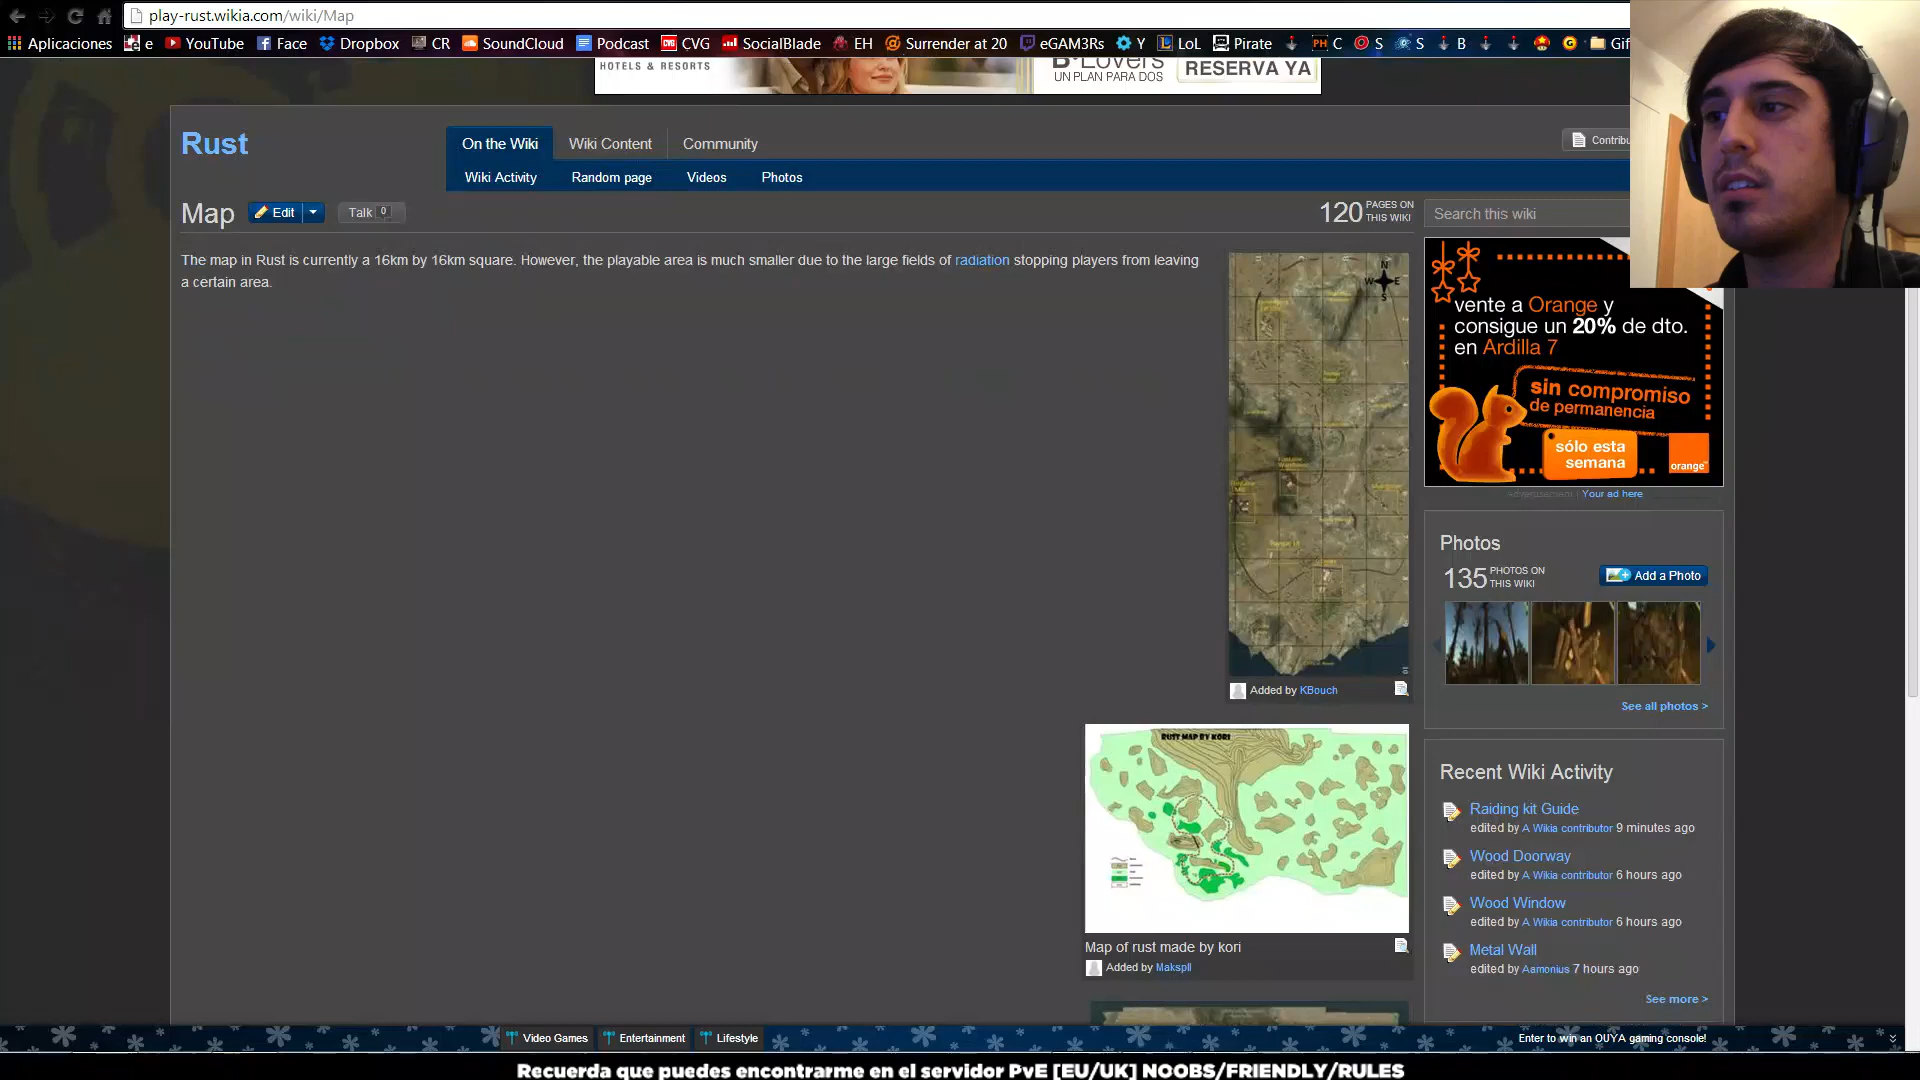 play-rust.wikia.com/wiki/Map
Aplicaciones e YouTube Face Dropbox CR SoundCloud Podcast CVG SocialBlade EH Surrender at 20 eGAM3Rs Y LoL Pirate C S S B Gif
HOTELS & RESORTS
B·Lovers
UN PLAN PARA DOS
RESERVA YA
Rust
On the Wiki Wiki Content Community
Contribu
Wiki Activity Random page Videos Photos
Map Edit Talk 0
120 PAGES ON
THIS WIKI
Search this wiki
The map in Rust is currently a 16km by 16km square. However, the playable area is much smaller due to the large fields of radiation stopping players from leaving
a certain area.
N
W E
S
vente a Orange y
consigue un 20% de dto.
en Ardilla 7
sin compromiso
de permanencia
sólo esta
semana
orange
Advertisement | Your ad here
Photos
135 PHOTOS ON
THIS WIKI
Add a Photo
See all photos >
Added by KBouch
RUST MAP BY KORI
Map of rust made by kori
Added by Makspll
Recent Wiki Activity
Raiding kit Guide
edited by A Wikia contributor 9 minutes ago
Wood Doorway
edited by A Wikia contributor 6 hours ago
Wood Window
edited by A Wikia contributor 6 hours ago
Metal Wall
edited by Aamonius 7 hours ago
See more >
Video Games Entertainment Lifestyle
Enter to win an OUYA gaming console!
Recuerda que puedes encontrarme en el servidor PvE [EU/UK] NOOBS/FRIENDLY/RULES